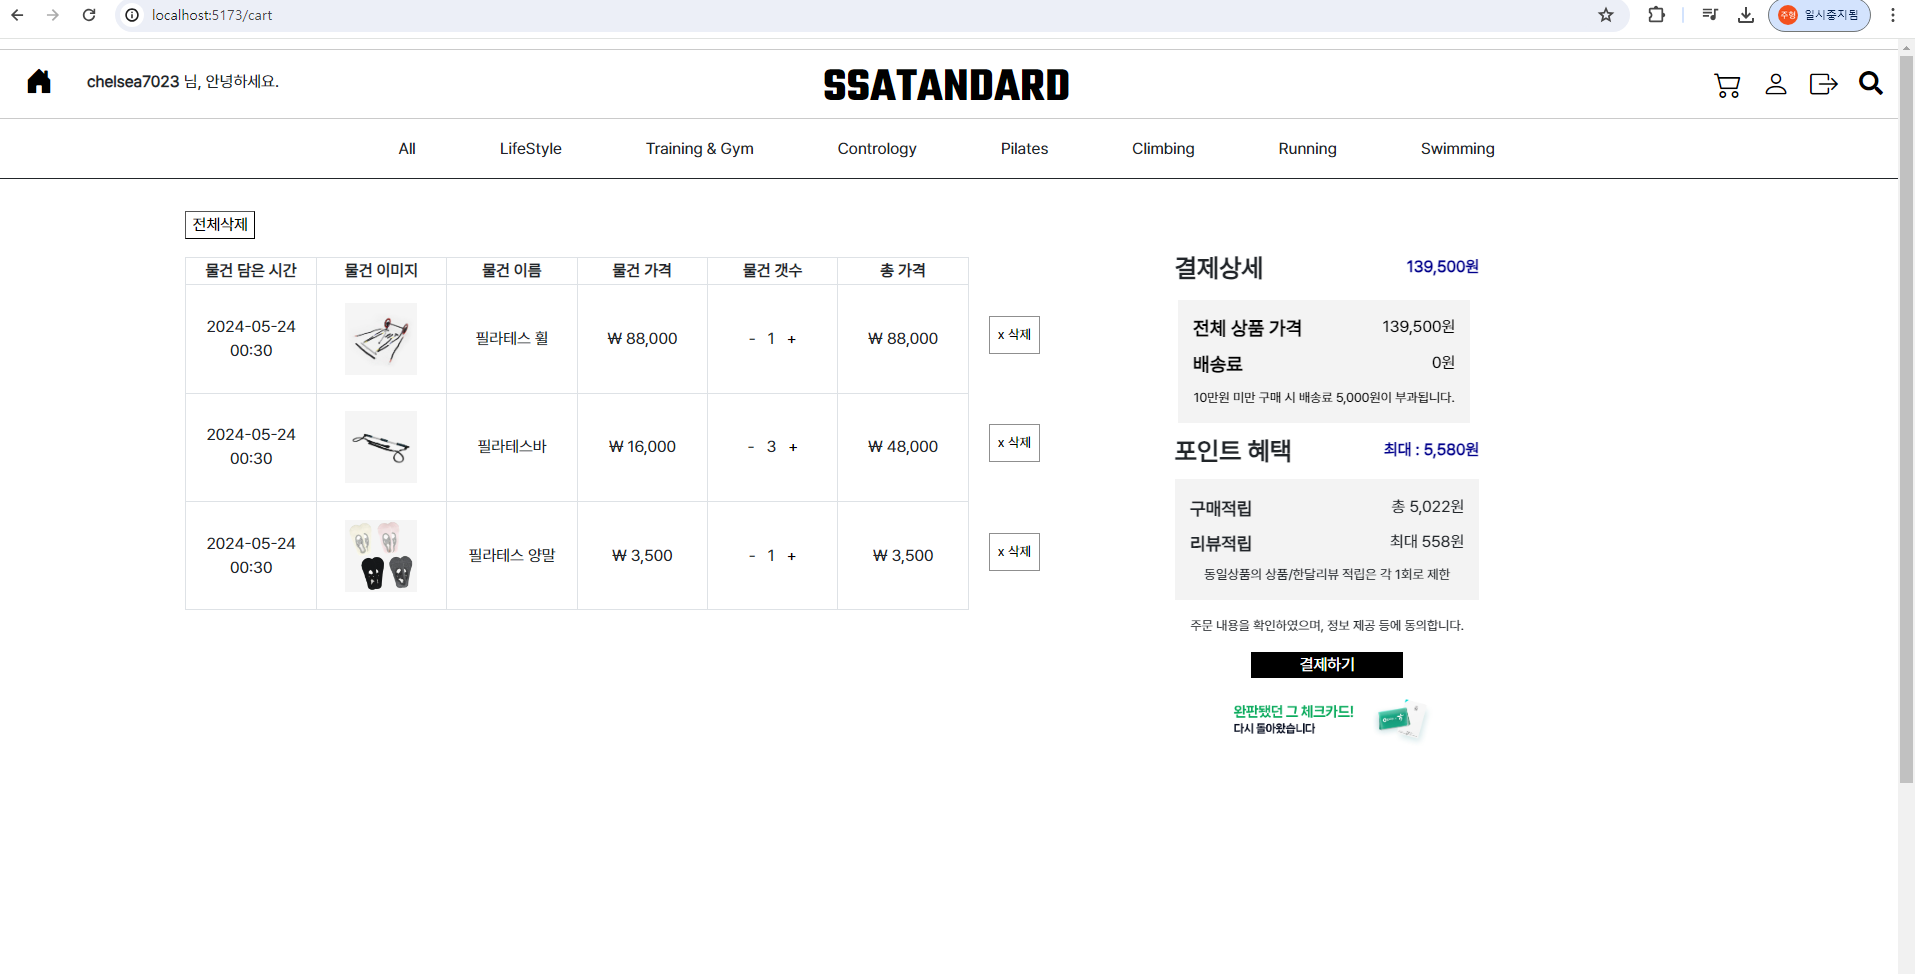 localhost:5173/cart
주형 일시중지됨
chelsea7023 님, 안녕하세요.
SSATANDARD
All LifeStyle Training & Gym Contrology Pilates Climbing Running Swimming
전체삭제
물건 담은 시간 물건 이미지 물건 이름 물건 가격 물건 갯수 총 가격
2024-05-24
00:30
필라테스 휠 ₩ 88,000 - 1 + ₩ 88,000
x 삭제
2024-05-24
00:30
필라테스바 ₩ 16,000 - 3 + ₩ 48,000
x 삭제
2024-05-24
00:30
필라테스 양말 ₩ 3,500 - 1 + ₩ 3,500
x 삭제
결제상세 139,500원
전체 상품 가격 139,500원
배송료 0원
10만원 미만 구매 시 배송료 5,000원이 부과됩니다.
포인트 혜택 최대 : 5,580원
구매적립 총 5,022원
리뷰적립 최대 558원
동일상품의 상품/한달리뷰 적립은 각 1회로 제한
주문 내용을 확인하였으며, 정보 제공 등에 동의합니다.
결제하기
완판됐던 그 체크카드!
다시 돌아왔습니다